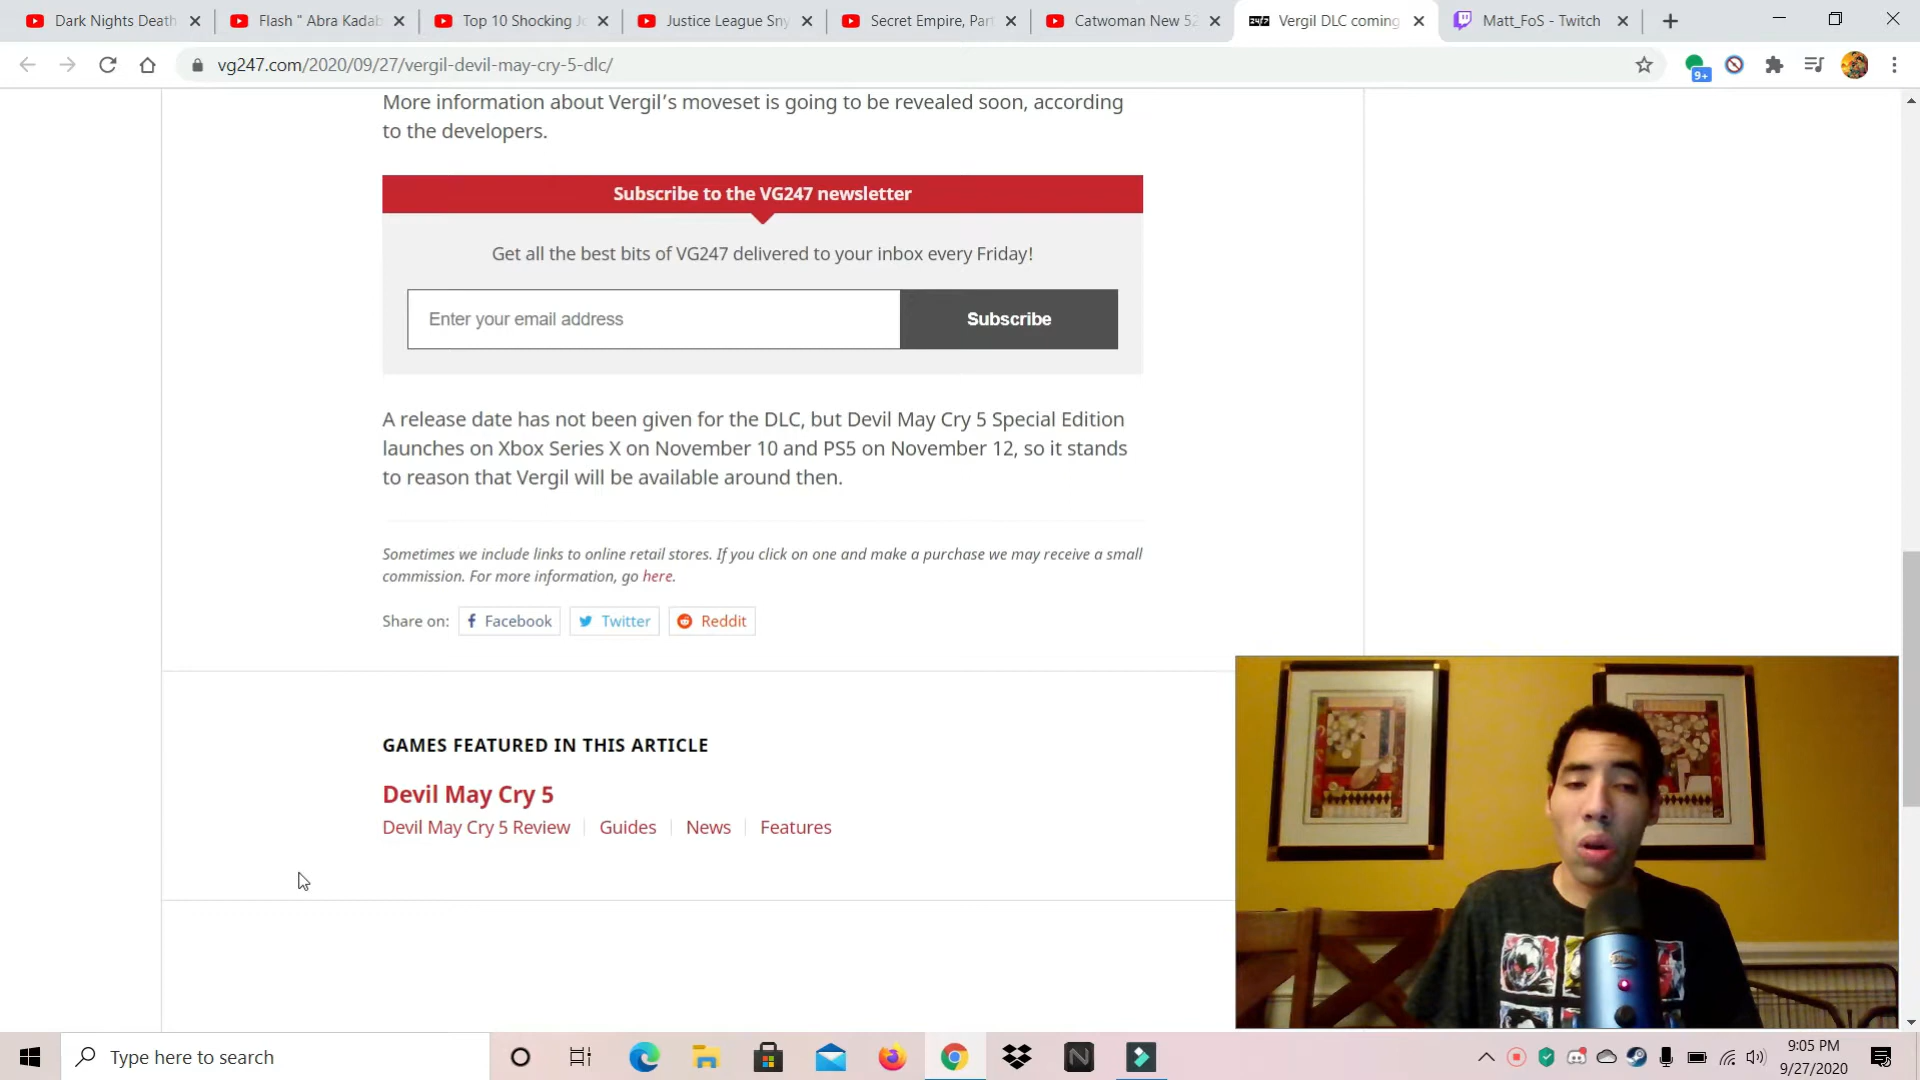 Dark Nights Death
Flash " Abra Kadab
Top 10 Shocking Jo
Justice League Sny
Secret Empire, Part
Catwoman New 52
24/7
Vergil DLC coming
Matt_FoS - Twitch
vg247.com/2020/09/27/vergil-devil-may-cry-5-dlc/
9+
More information about Vergil's moveset is going to be revealed soon, according
to the developers.
Subscribe to the VG247 newsletter
Get all the best bits of VG247 delivered to your inbox every Friday!
Enter your email address
Subscribe
A release date has not been given for the DLC, but Devil May Cry 5 Special Edition
launches on Xbox Series X on November 10 and PS5 on November 12, so it stands
to reason that Vergil will be available around then.
Sometimes we include links to online retail stores. If you click on one and make a purchase we may receive a small
commission. For more information, go here.
Share on: Facebook Twitter Reddit
GAMES FEATURED IN THIS ARTICLE
Devil May Cry 5
Devil May Cry 5 Review Guides News Features
Type here to search
9:05 PM
9/27/2020